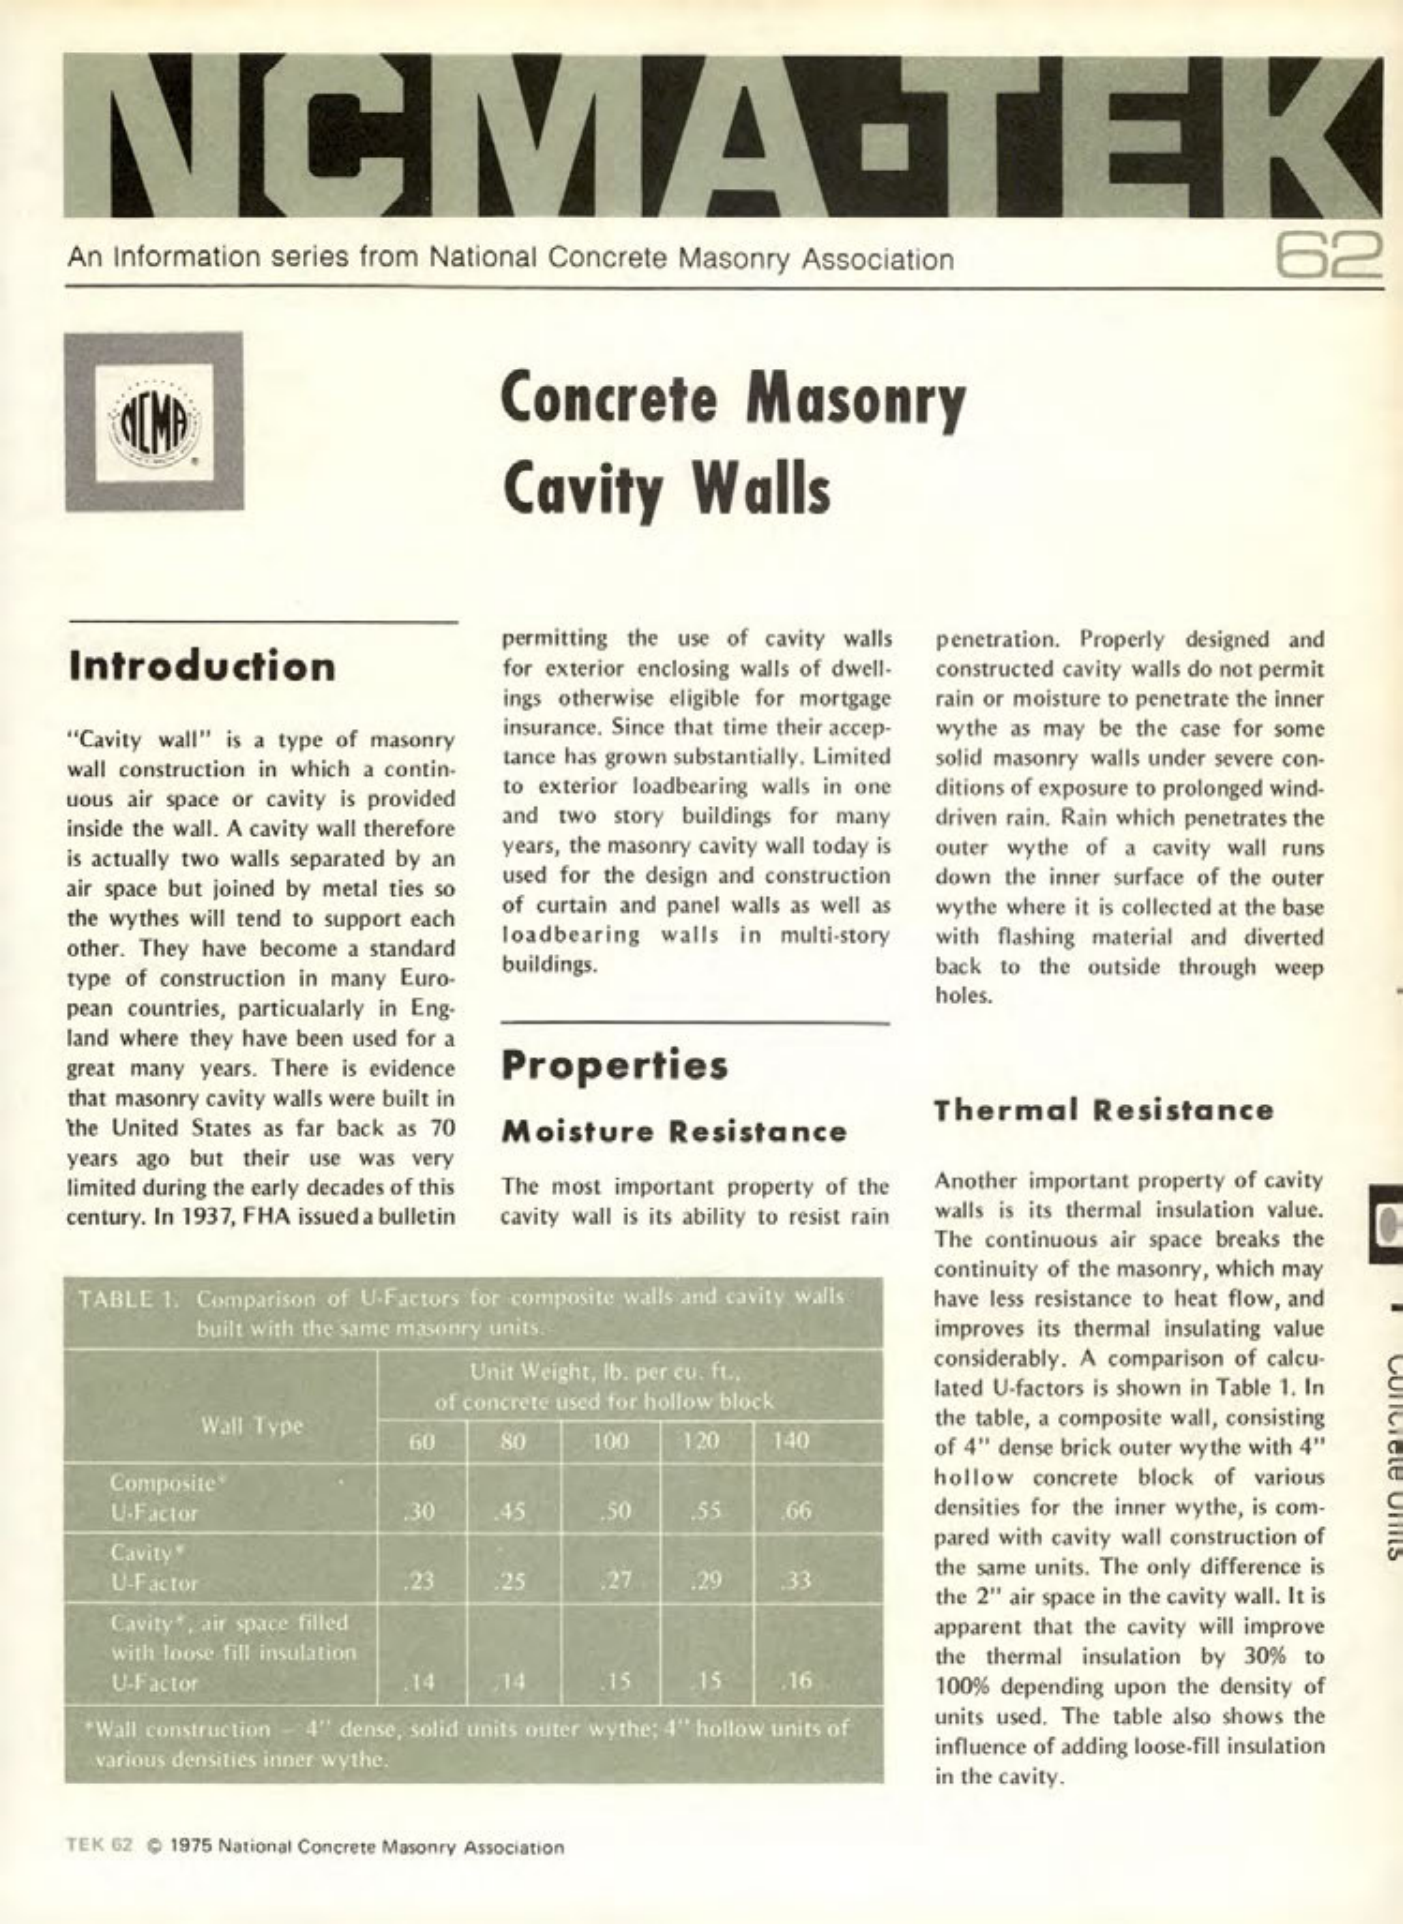 NCMA·TEK
An Information series from National Concrete Masonry Association
62
NCMA
®
Concrete Masonry
Cavity Walls
Introduction
"Cavity wall" is a type of masonry
wall construction in which a contin-
uous air space or cavity is provided
inside the wall. A cavity wall therefore
is actually two walls separated by an
air space but joined by metal ties so
the wythes will tend to support each
other. They have become a standard
type of construction in many Euro-
pean countries, particualarly in Eng-
land where they have been used for a
great many years. There is evidence
that masonry cavity walls were built in
the United States as far back as 70
years ago but their use was very
limited during the early decades of this
century. In 1937, FHA issued a bulletin
permitting the use of cavity walls
for exterior enclosing walls of dwell-
ings otherwise eligible for mortgage
insurance. Since that time their accep-
tance has grown substantially. Limited
to exterior loadbearing walls in one
and two story buildings for many
years, the masonry cavity wall today is
used for the design and construction
of curtain and panel walls as well as
loadbearing walls in multi-story
buildings.
Properties
Moisture Resistance
The most important property of the
cavity wall is its ability to resist rain
penetration. Properly designed and
constructed cavity walls do not permit
rain or moisture to penetrate the inner
wythe as may be the case for some
solid masonry walls under severe con-
ditions of exposure to prolonged wind-
driven rain. Rain which penetrates the
outer wythe of a cavity wall runs
down the inner surface of the outer
wythe where it is collected at the base
with flashing material and diverted
back to the outside through weep
holes.
Thermal Resistance
Another important property of cavity
walls is its thermal insulation value.
The continuous air space breaks the
continuity of the masonry, which may
have less resistance to heat flow, and
improves its thermal insulating value
considerably. A comparison of calcu-
lated U-factors is shown in Table 1. In
the table, a composite wall, consisting
of 4" dense brick outer wythe with 4"
hollow concrete block of various
densities for the inner wythe, is com-
pared with cavity wall construction of
the same units. The only difference is
the 2" air space in the cavity wall. It is
apparent that the cavity will improve
the thermal insulation by 30% to
100% depending upon the density of
units used. The table also shows the
influence of adding loose-fill insulation
in the cavity.
TABLE 1. Comparison of U-Factors for composite walls and cavity walls
built with the same masonry units.
Wall Type
Unit Weight, lb. per cu. ft.,
of concrete used for hollow block
60 80 100 120 140
Composite*
U-Factor .30 .45 .50 .55 .66
Cavity*
U-Factor .23 .25 .27 .29 .33
Cavity*, air space filled
with loose fill insulation
U-Factor .14 .14 .15 .15 .16
*Wall construction – 4" dense, solid units outer wythe; 4" hollow units of
various densities inner wythe.
TEK 62 © 1975 National Concrete Masonry Association
Concrete Units